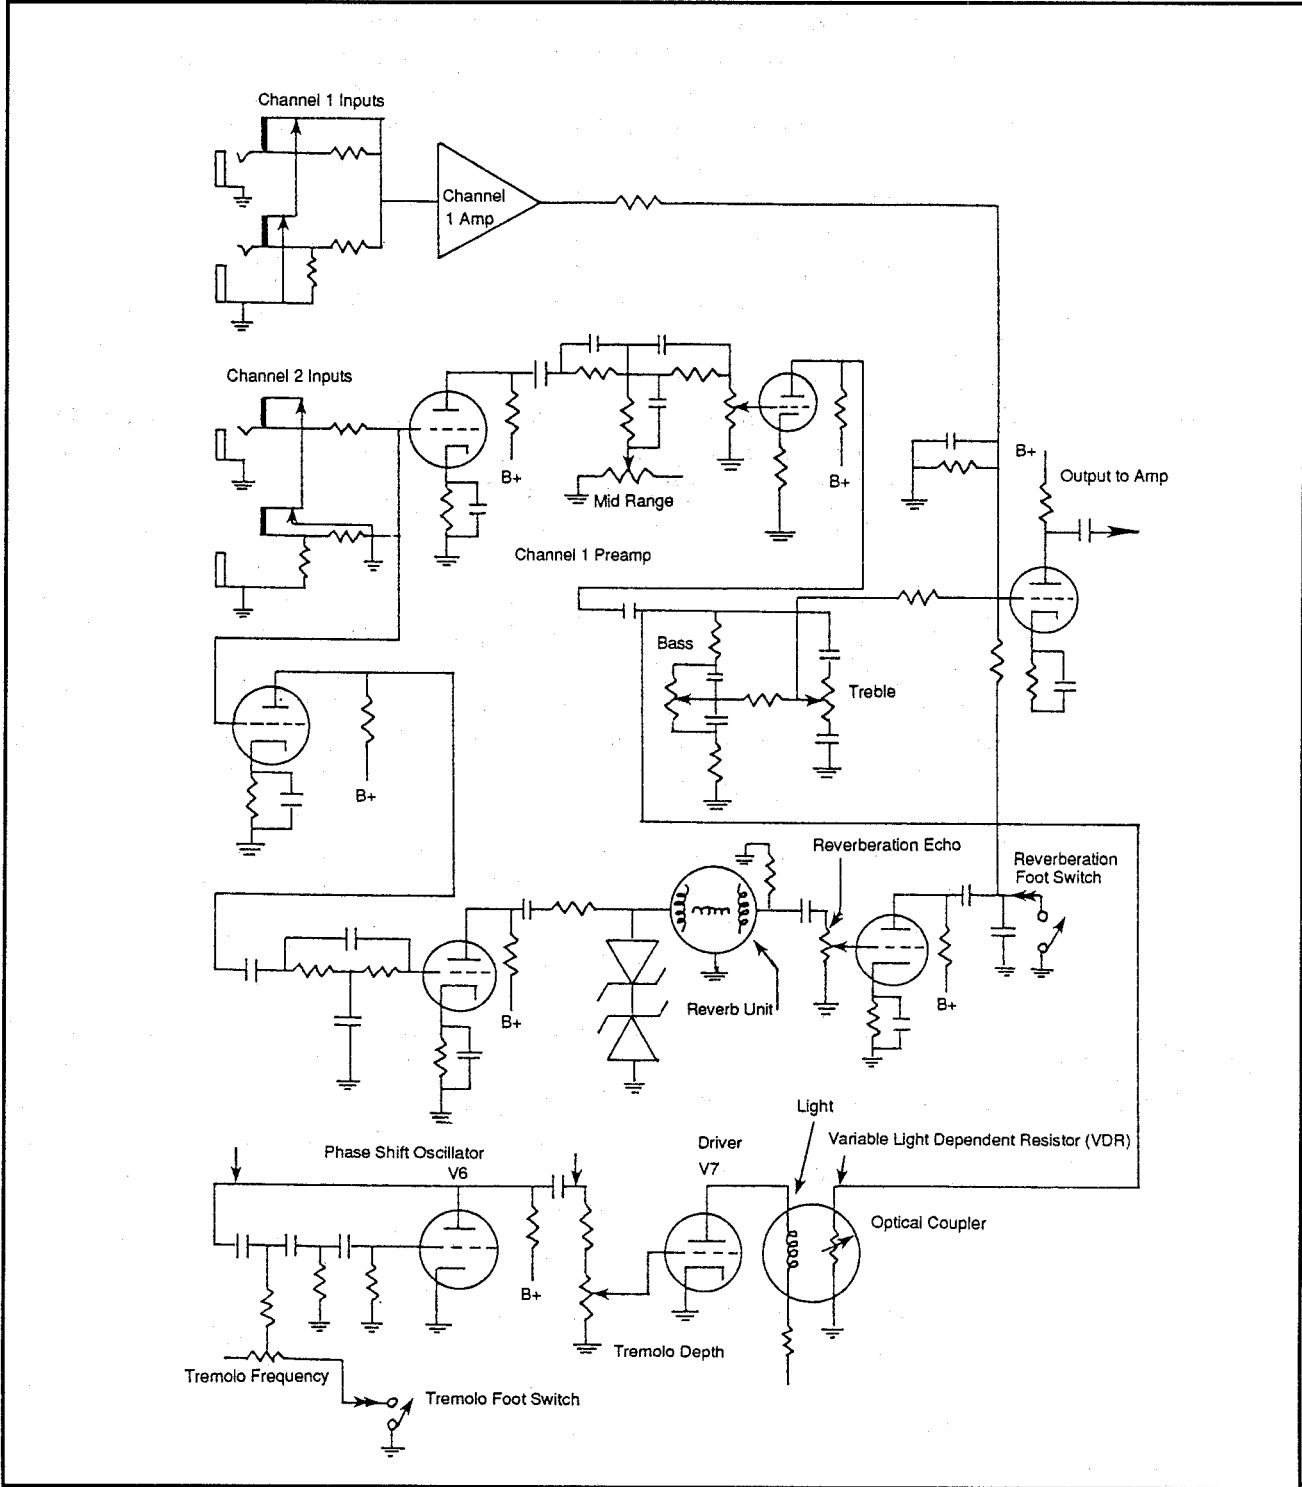 Channel 1 Inputs
Channel
1 Amp
Channel 2 Inputs
B+
Mid Range
B+
B+
Output to Amp
Channel 1 Preamp
Bass
Treble
B+
Reverberation Echo
Reverberation
Foot Switch
Reverb Unit
B+
B+
Light
Phase Shift Oscillator
V6
Driver
V7
Variable Light Dependent Resistor (VDR)
Optical Coupler
B+
Tremolo Depth
Tremolo Frequency
Tremolo Foot Switch